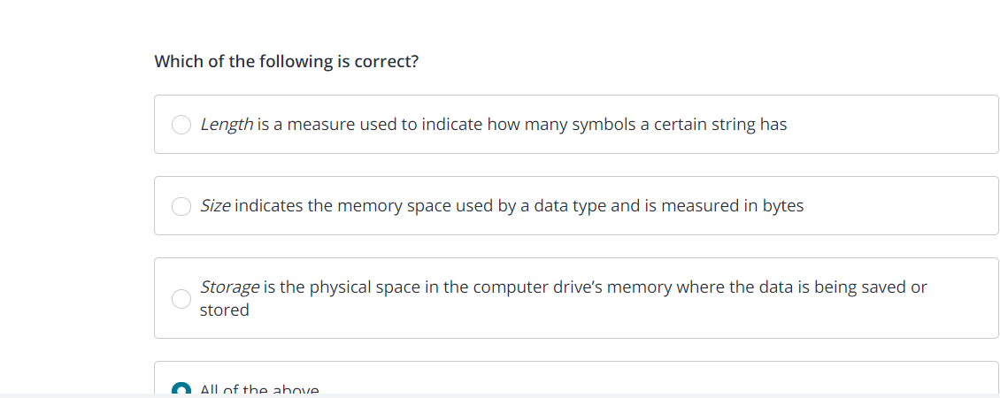 Which of the following is correct?
Length is a measure used to indicate how many symbols a certain string has
Size indicates the memory space used by a data type and is measured in bytes
Storage is the physical space in the computer drive’s memory where the data is being saved or
stored
All of the above